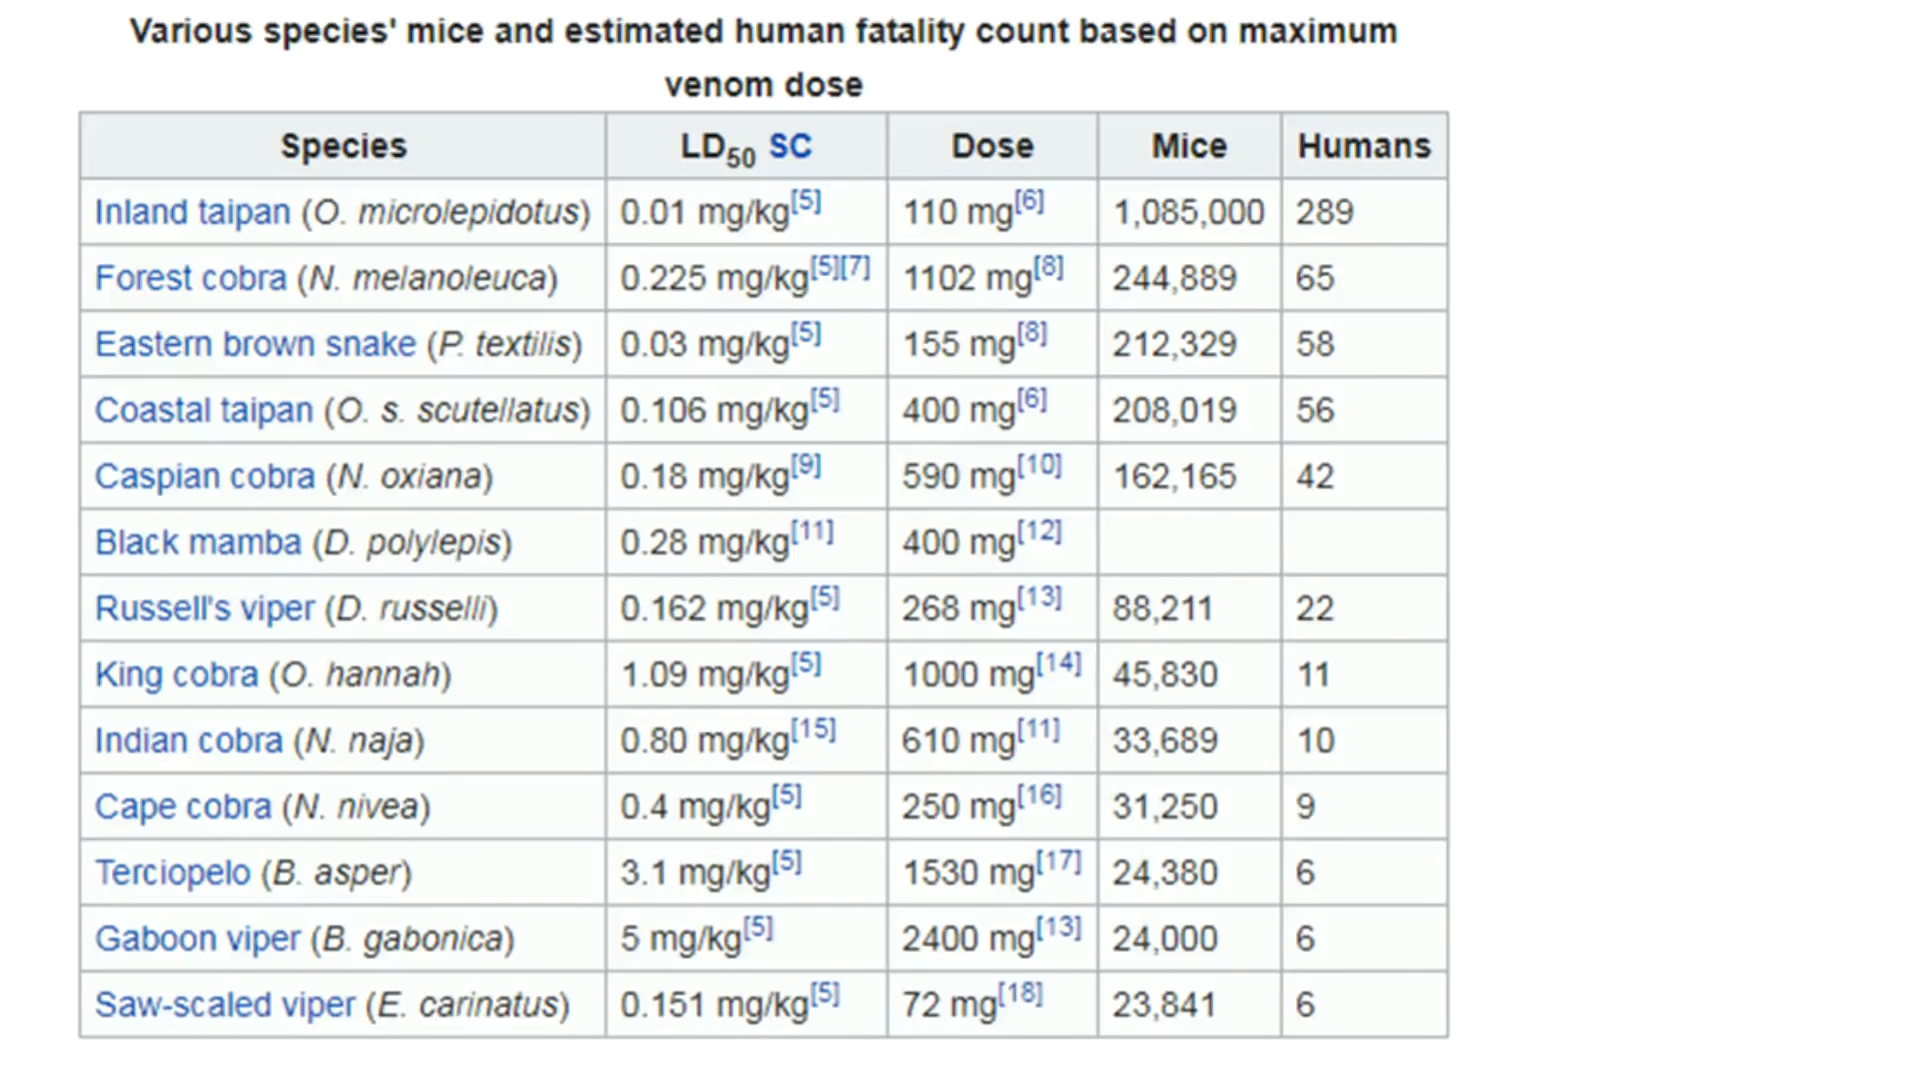 Various species' mice and estimated human fatality count based on maximum
venom dose
Species LD50 SC Dose Mice Humans
Inland taipan (O. microlepidotus) 0.01 mg/kg[5] 110 mg[6] 1,085,000 289
Forest cobra (N. melanoleuca) 0.225 mg/kg[5][7] 1102 mg[8] 244,889 65
Eastern brown snake (P. textilis) 0.03 mg/kg[5] 155 mg[8] 212,329 58
Coastal taipan (O. s. scutellatus) 0.106 mg/kg[5] 400 mg[6] 208,019 56
Caspian cobra (N. oxiana) 0.18 mg/kg[9] 590 mg[10] 162,165 42
Black mamba (D. polylepis) 0.28 mg/kg[11] 400 mg[12]
Russell's viper (D. russelli) 0.162 mg/kg[5] 268 mg[13] 88,211 22
King cobra (O. hannah) 1.09 mg/kg[5] 1000 mg[14] 45,830 11
Indian cobra (N. naja) 0.80 mg/kg[15] 610 mg[11] 33,689 10
Cape cobra (N. nivea) 0.4 mg/kg[5] 250 mg[16] 31,250 9
Terciopelo (B. asper) 3.1 mg/kg[5] 1530 mg[17] 24,380 6
Gaboon viper (B. gabonica) 5 mg/kg[5] 2400 mg[13] 24,000 6
Saw-scaled viper (E. carinatus) 0.151 mg/kg[5] 72 mg[18] 23,841 6